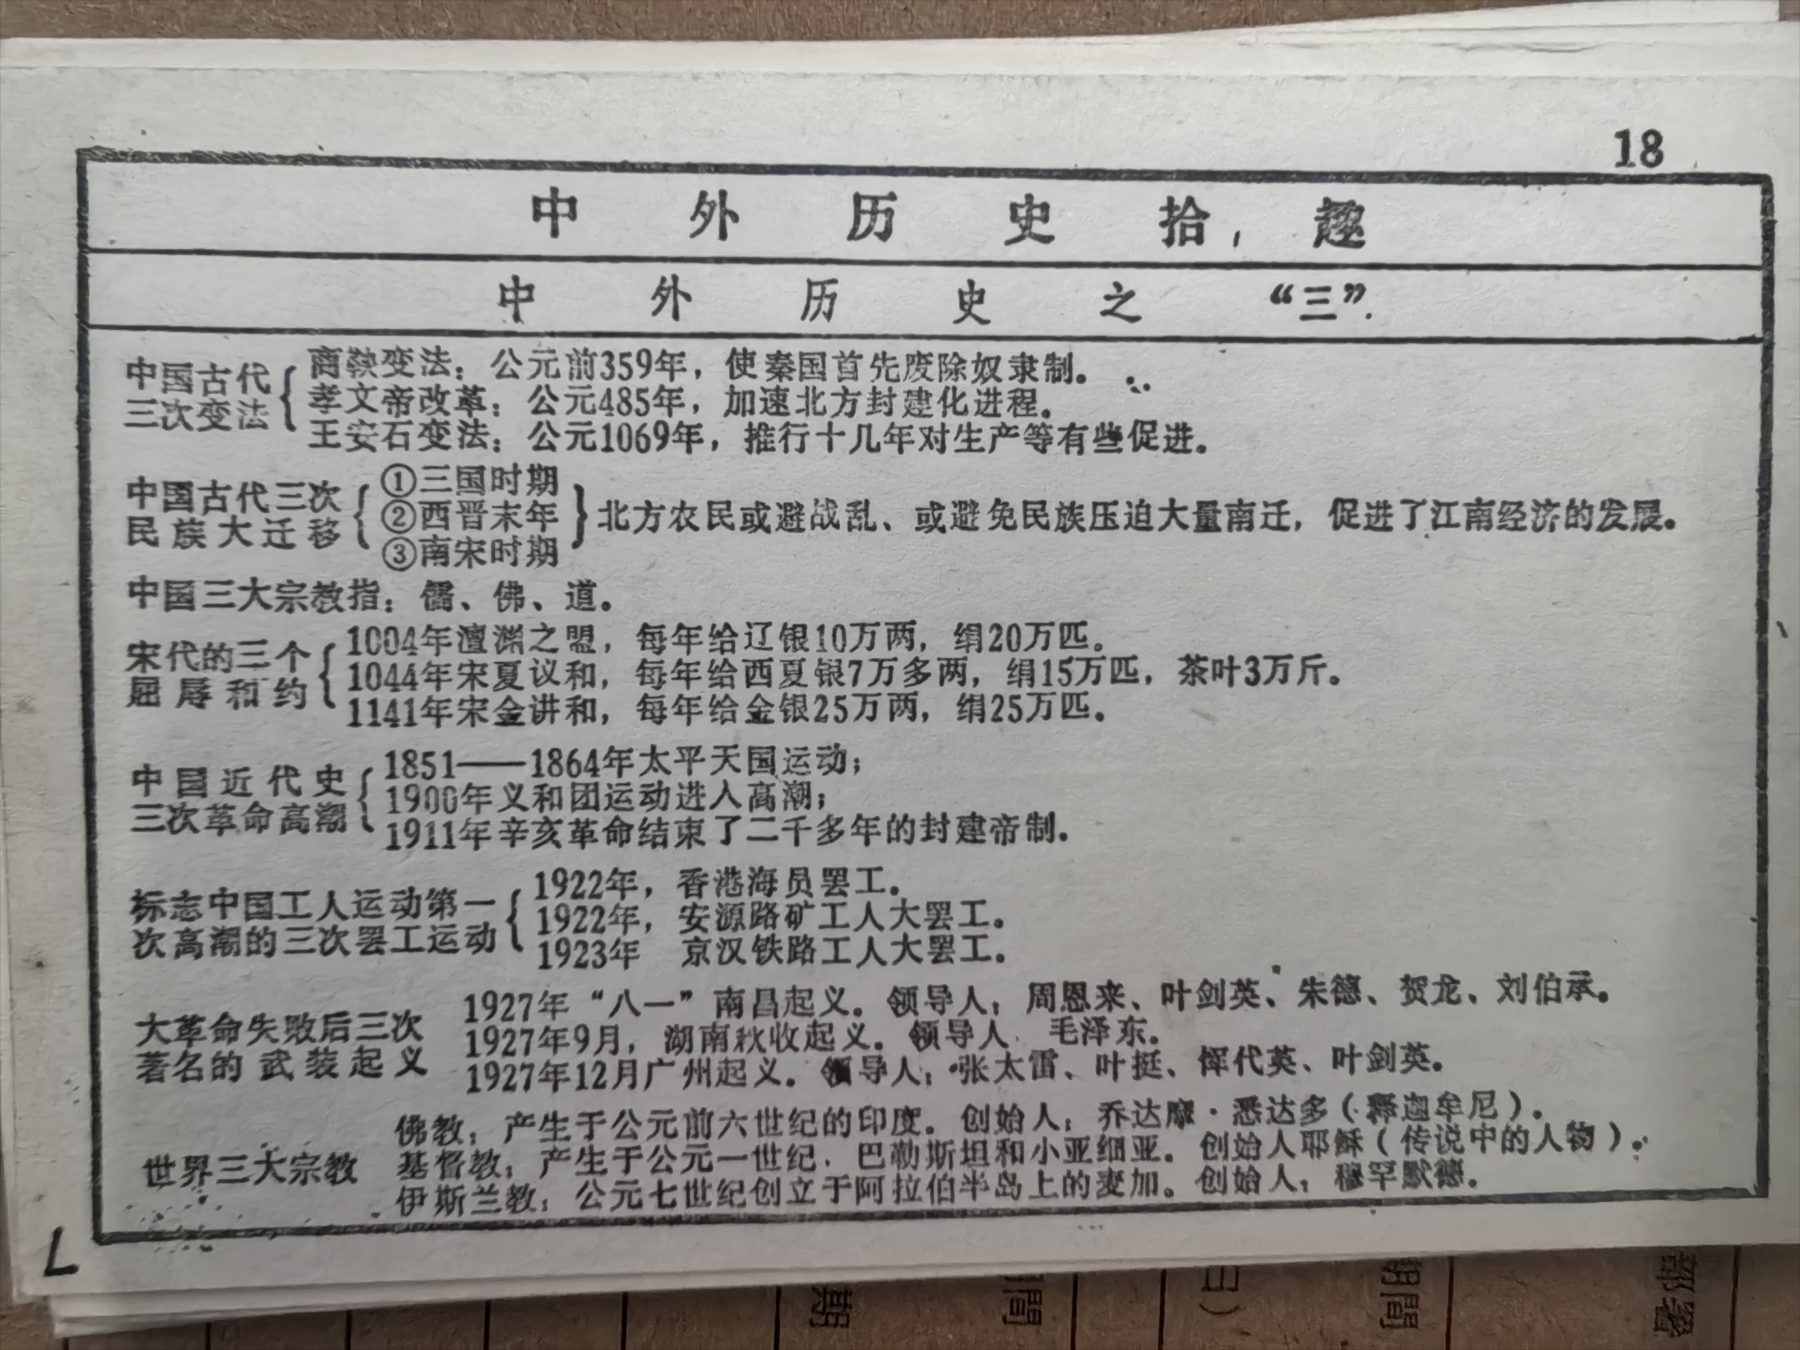 18
中外历史拾趣
中外历史之“三”
中国古代三次变法
商鞅变法：公元前359年，使秦国首先废除奴隶制。
孝文帝改革：公元485年，加速北方封建化进程。
王安石变法：公元1069年，推行十几年对生产等有些促进。
中国古代三次民族大迁移
①三国时期
②西晋末年
③南宋时期
北方农民或避战乱、或避免民族压迫大量南迁，促进了江南经济的发展。
中国三大宗教指：儒、佛、道。
宋代的三个屈辱和约
1004年澶渊之盟，每年给辽银10万两，绢20万匹。
1044年宋夏议和，每年给西夏银7万多两，绢15万匹，茶叶3万斤。
1141年宋金讲和，每年给金银25万两，绢25万匹。
中国近代史三次革命高潮
1851——1864年太平天国运动；
1900年义和团运动进入高潮；
1911年辛亥革命结束了二千多年的封建帝制。
标志中国工人运动第一次高潮的三次罢工运动
1922年，香港海员罢工。
1922年，安源路矿工人大罢工。
1923年 京汉铁路工人大罢工。
大革命失败后三次著名的武装起义
1927年“八一”南昌起义。领导人：周恩来、叶剑英、朱德、贺龙、刘伯承。
1927年9月，湖南秋收起义。领导人 毛泽东。
1927年12月广州起义。领导人：张太雷、叶挺、恽代英、叶剑英。
世界三大宗教
佛教：产生于公元前六世纪的印度。创始人：乔达摩·悉达多（释迦牟尼）。
基督教：产生于公元一世纪，巴勒斯坦和小亚细亚。创始人耶稣（传说中的人物）。
伊斯兰教：公元七世纪创立于阿拉伯半岛上的麦加。创始人：穆罕默德。
L
期
間
日）
期間
部署